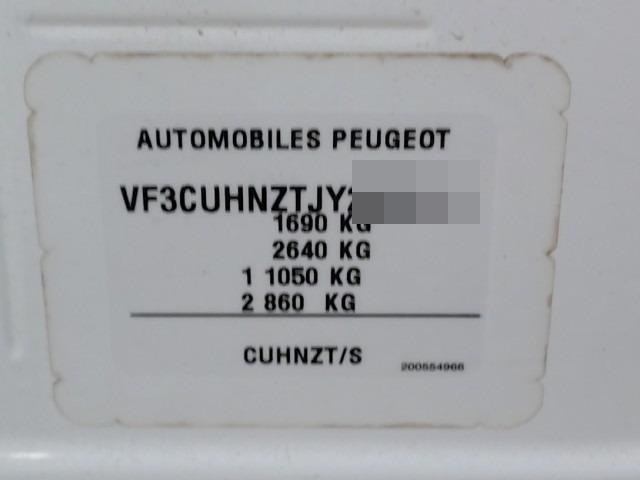 AUTOMOBILES PEUGEOT
VF3CUHNZTJY
1690 KG
2640 KG
1 1050 KG
2 860 KG
CUHNZT/S
200554966